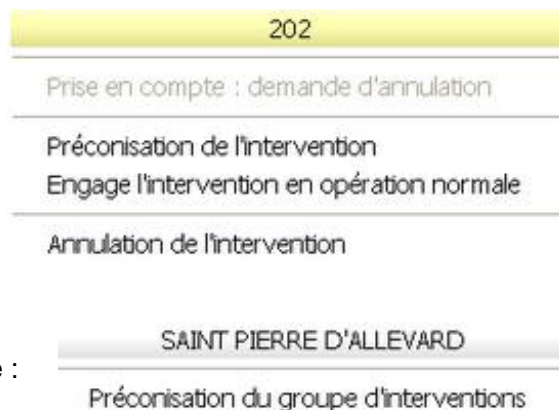 202
Prise en compte : demande d'annulation
Préconisation de l'intervention
Engage l'intervention en opération normale
Annulation de l'intervention
SAINT PIERRE D'ALLEVARD
e :
Préconisation du groupe d'interventions